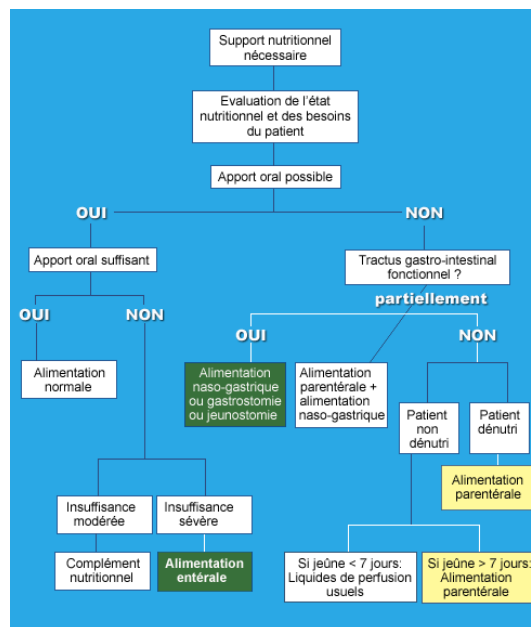 Support nutritionnel
nécessaire
Evaluation de l'état
nutritionnel et des besoins
du patient
Apport oral possible
OUI
NON
Apport oral suffisant
Tractus gastro-intestinal
fonctionnel ?
partiellement
OUI
NON
OUI
NON
Alimentation
normale
Alimentation
naso-gastrique
ou gastrostomie
ou jeunostomie
Alimentation
parentérale +
alimentation
naso-gastrique
Patient
non
dénutri
Patient
dénutri
Alimentation
parentérale
Insuffisance
modérée
Insuffisance
sévère
Complément
nutritionnel
Alimentation
entérale
Si jeûne < 7 jours:
Liquides de perfusion
usuels
Si jeûne > 7 jours:
Alimentation
parentérale